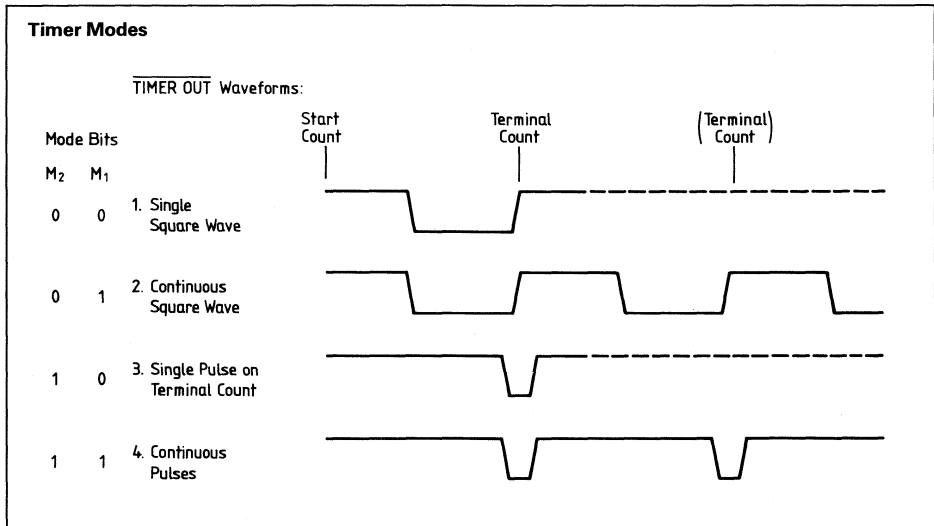 Timer Modes
TIMER OUT Waveforms:
Start
Count
Terminal
Count
(Terminal
Count)
Mode Bits
M₂ M₁
0 0 1. Single
Square Wave
0 1 2. Continuous
Square Wave
1 0 3. Single Pulse on
Terminal Count
1 1 4. Continuous
Pulses